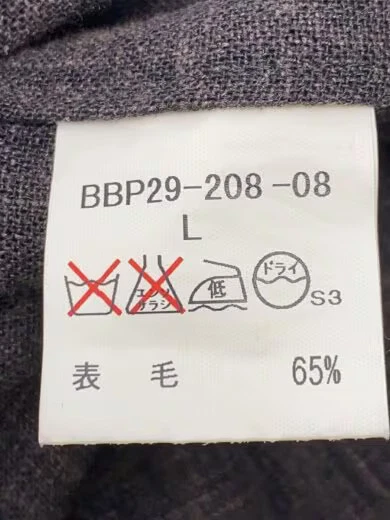 BBP29-208-08
L
エンソ
サラシ
低
ドライ
S3
表 毛 65%